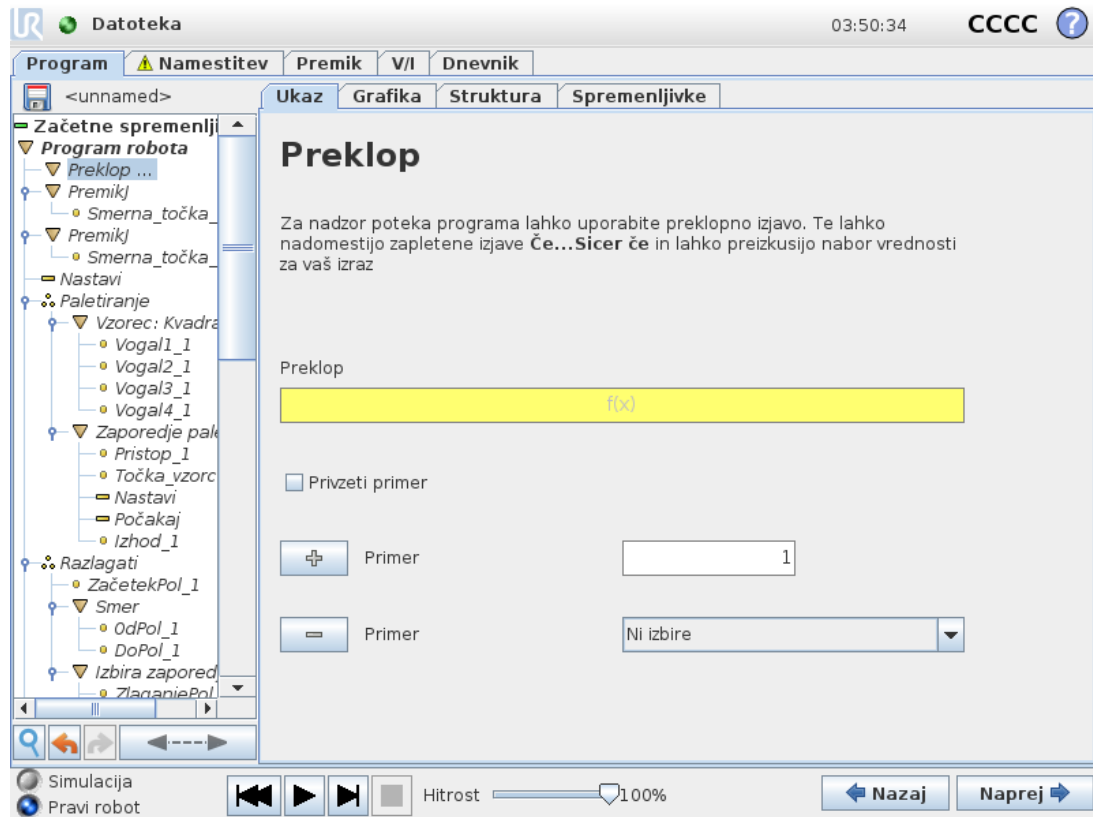 UR
Datoteka
03:50:34
CCCC
?
Program
Namestitev
Premik
V/I
Dnevnik
<unnamed>
Ukaz
Grafika
Struktura
Spremenljivke
Začetne spremenlji
Program robota
Preklop ...
PremikJ
Smerna_točka_
PremikJ
Smerna_točka_
Nastavi
Paletiranje
Vzorec: Kvadra
Vogal1_1
Vogal2_1
Vogal3_1
Vogal4_1
Zaporedje pale
Pristop_1
Točka_vzorc
Nastavi
Počakaj
Izhod_1
Razlagati
ZačetekPol_1
Smer
OdPol_1
DoPol_1
Izbira zapored
ZlaganjePol
Preklop
Za nadzor poteka programa lahko uporabite preklopno izjavo. Te lahko
nadomestijo zapletene izjave Če...Sicer če in lahko preizkusijo nabor vrednosti
za vaš izraz
Preklop
f(x)
Privzeti primer
Primer
1
Primer
Ni izbire
Simulacija
Pravi robot
Hitrost
100%
Nazaj
Naprej